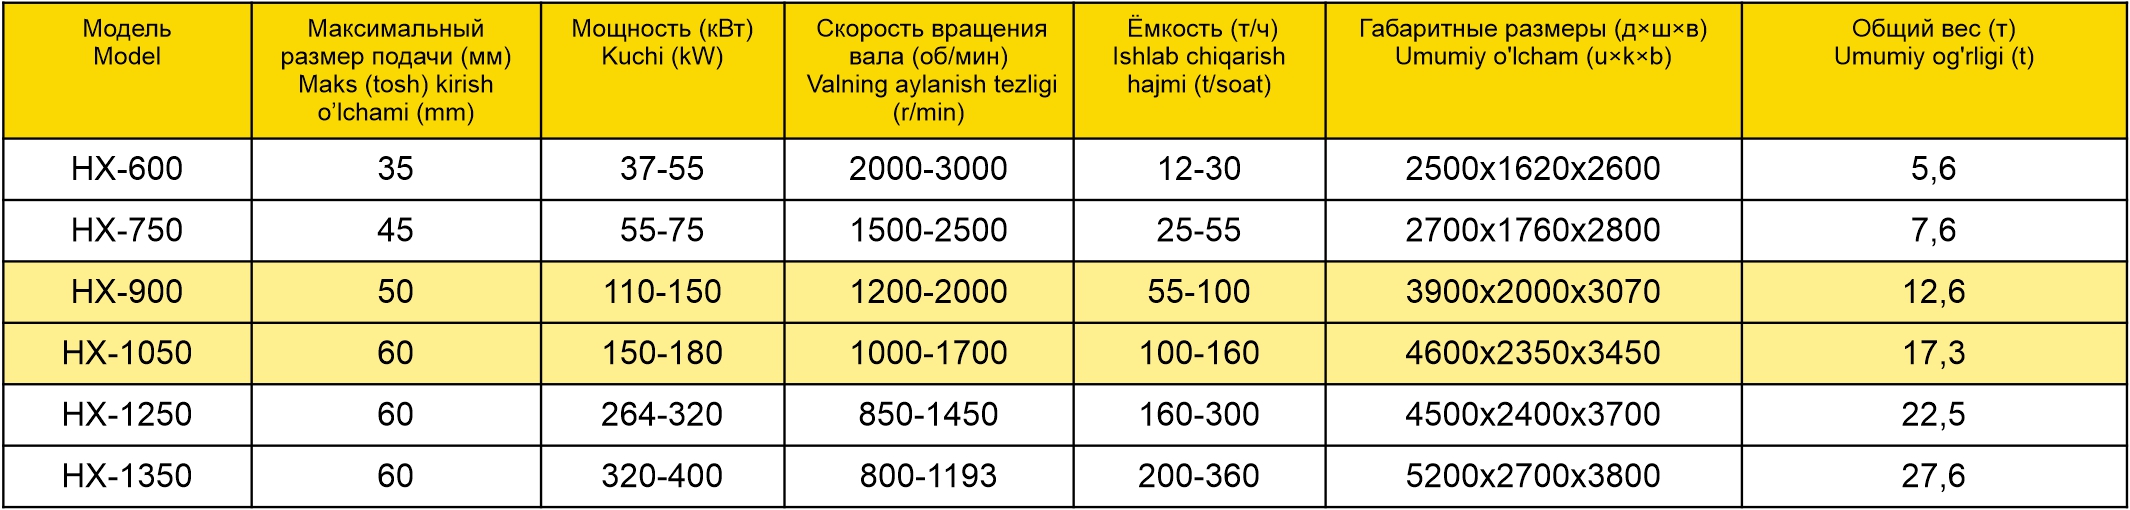 Модель
Model
Максимальный
размер подачи (мм)
Maks (tosh) kirish
o’lchami (mm)
Мощность (кВт)
Kuchi (kW)
Скорость вращения
вала (об/мин)
Valning aylanish tezligi
(r/min)
Ёмкость (т/ч)
Ishlab chiqarish
hajmi (t/soat)
Габаритные размеры (д×ш×в)
Umumiy o'lcham (u×k×b)
Общий вес (т)
Umumiy og'rligi (t)
HX-600 35 37-55 2000-3000 12-30 2500x1620x2600 5,6
HX-750 45 55-75 1500-2500 25-55 2700x1760x2800 7,6
HX-900 50 110-150 1200-2000 55-100 3900x2000x3070 12,6
HX-1050 60 150-180 1000-1700 100-160 4600x2350x3450 17,3
HX-1250 60 264-320 850-1450 160-300 4500x2400x3700 22,5
HX-1350 60 320-400 800-1193 200-360 5200x2700x3800 27,6